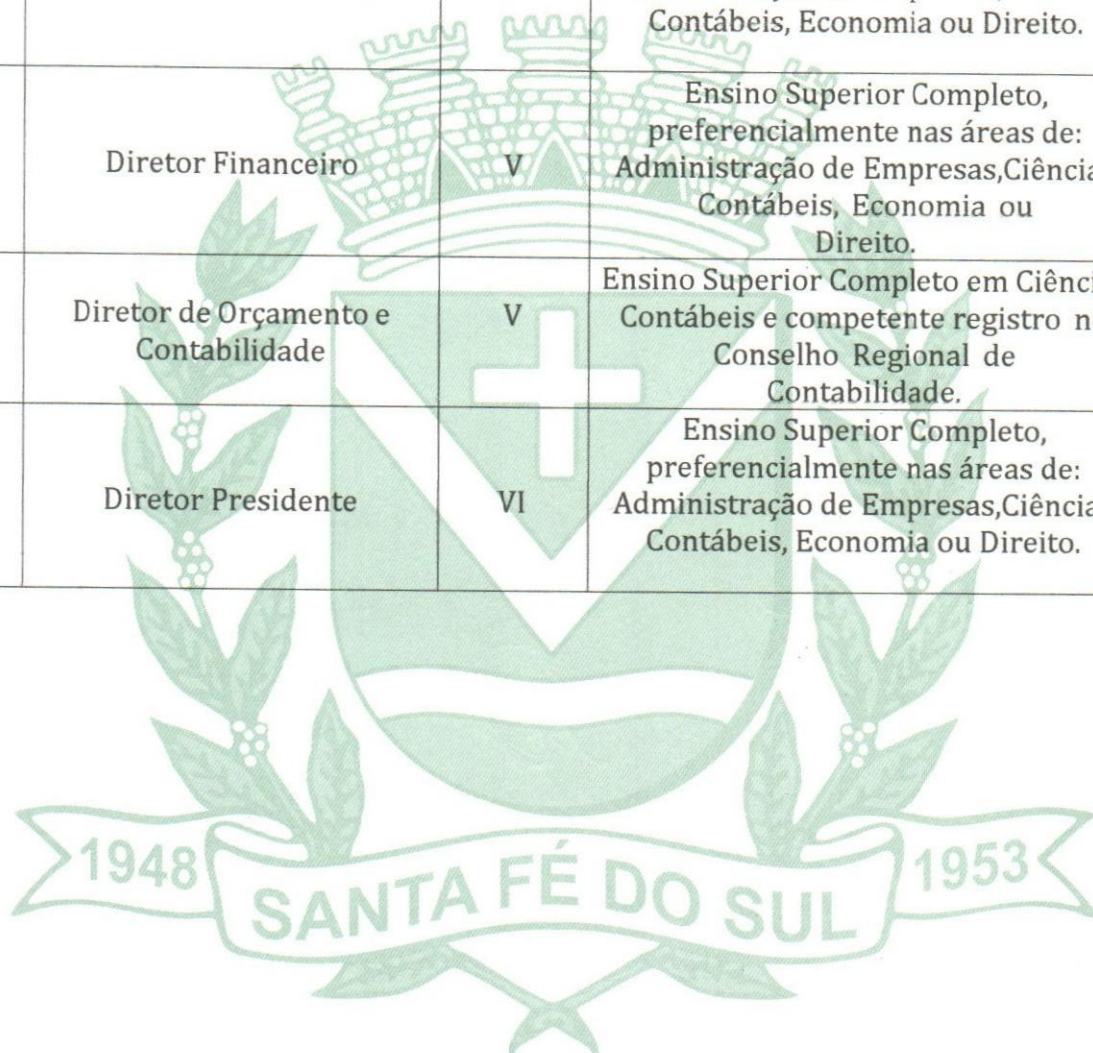 Contábeis, Economia ou Direito.
Diretor Financeiro
V
Ensino Superior Completo,
preferencialmente nas áreas de:
Administração de Empresas,Ciência
Contábeis, Economia ou
Direito.
Diretor de Orçamento e
Contabilidade
V
Ensino Superior Completo em Ciênci
Contábeis e competente registro n
Conselho Regional de
Contabilidade.
Diretor Presidente
VI
Ensino Superior Completo,
preferencialmente nas áreas de:
Administração de Empresas,Ciência
Contábeis, Economia ou Direito.
1948
SANTA FÉ DO SUL
1953